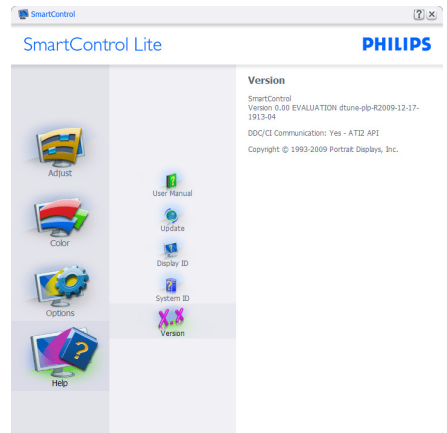 SmartControl
SmartControl Lite
PHILIPS
Adjust
Color
Options
Help
User Manual
Update
Display ID
System ID
X.X
Version
Version
SmartControl
Version 0.00 EVALUATION dtune-plp-R2009-12-17-
1913-04
DDC/CI Communication: Yes - ATI2 API
Copyright © 1993-2009 Portrait Displays, Inc.